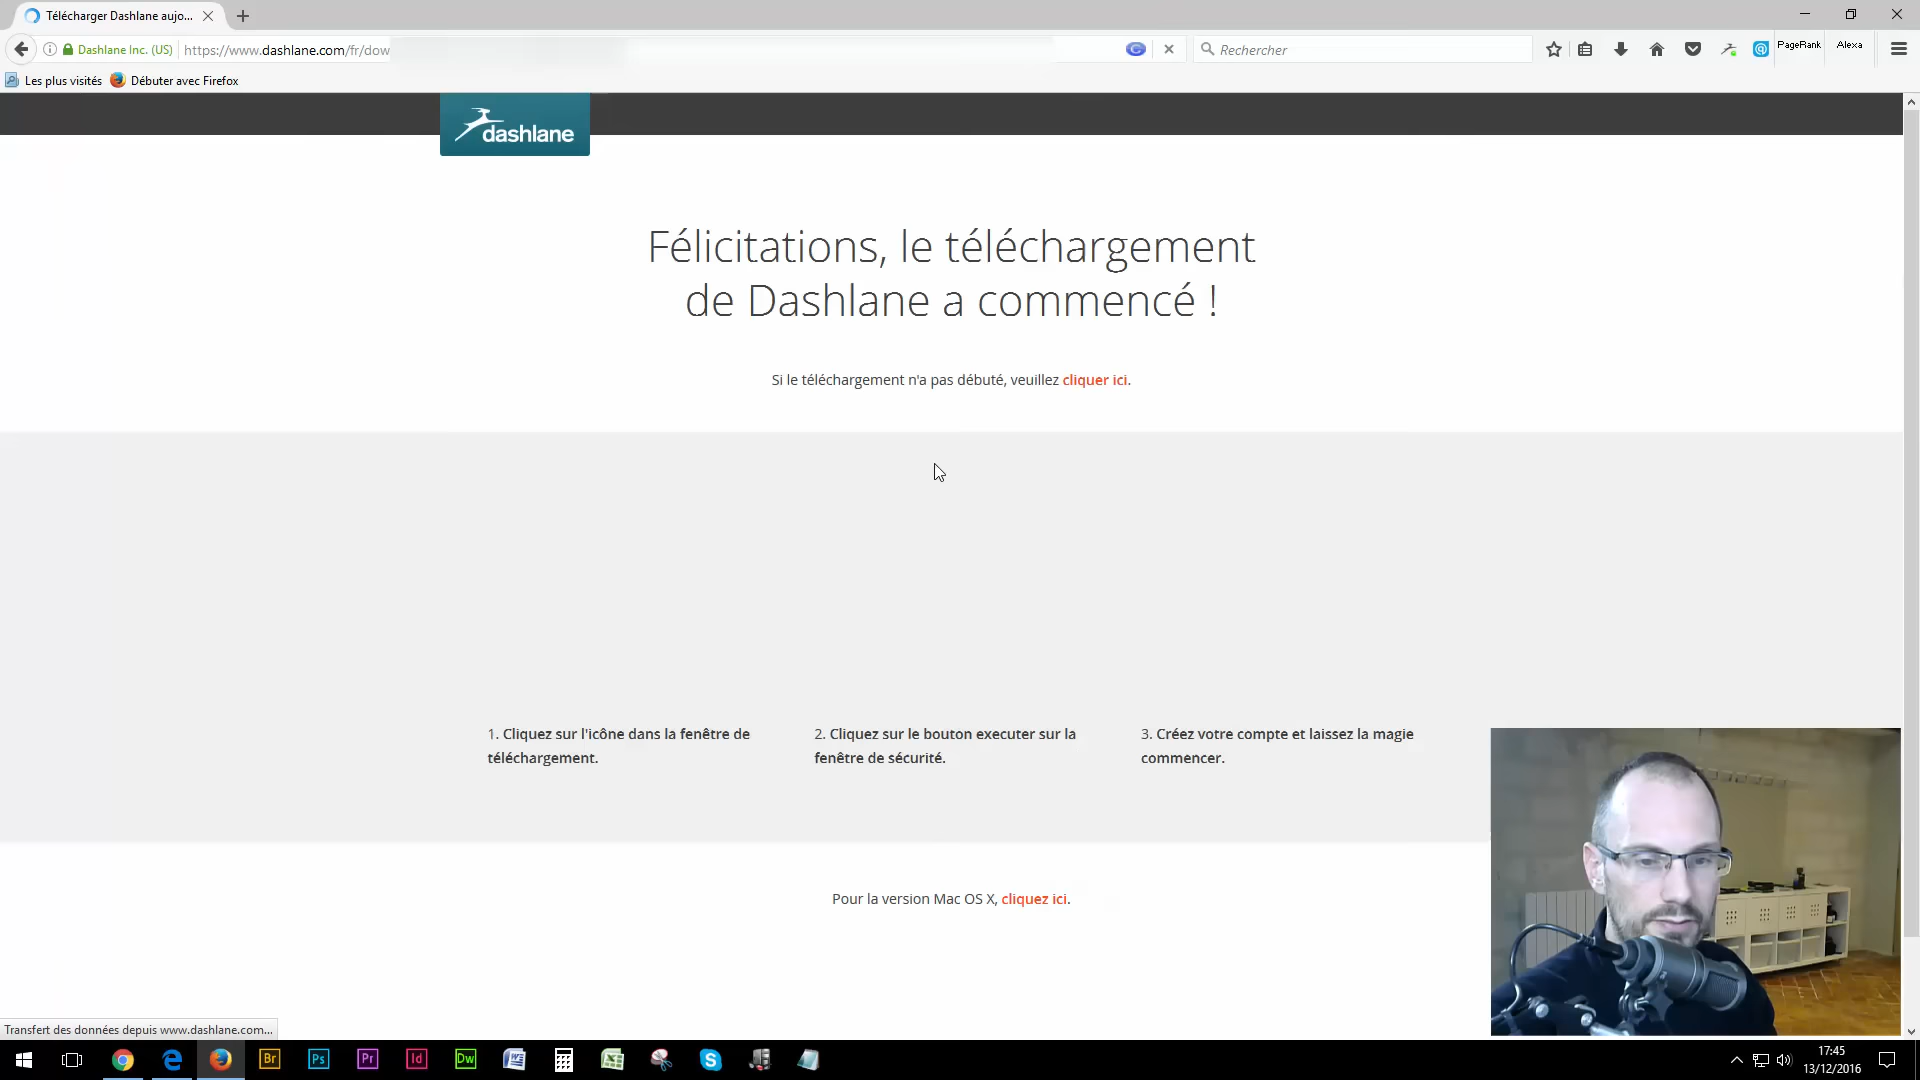 Télécharger Dashlane aujo...
Dashlane Inc. (US)
https://www.dashlane.com/fr/dow
Rechercher
PageRank
Alexa
Les plus visités
Débuter avec Firefox
dashlane
Félicitations, le téléchargement
de Dashlane a commencé !
Si le téléchargement n'a pas débuté, veuillez cliquer ici.
1. Cliquez sur l'icône dans la fenêtre de
téléchargement.
2. Cliquez sur le bouton executer sur la
fenêtre de sécurité.
3. Créez votre compte et laissez la magie
commencer.
Pour la version Mac OS X, cliquez ici.
Transfert des données depuis www.dashlane.com...
Br
Ps
Pr
Id
Dw
17:45
13/12/2016